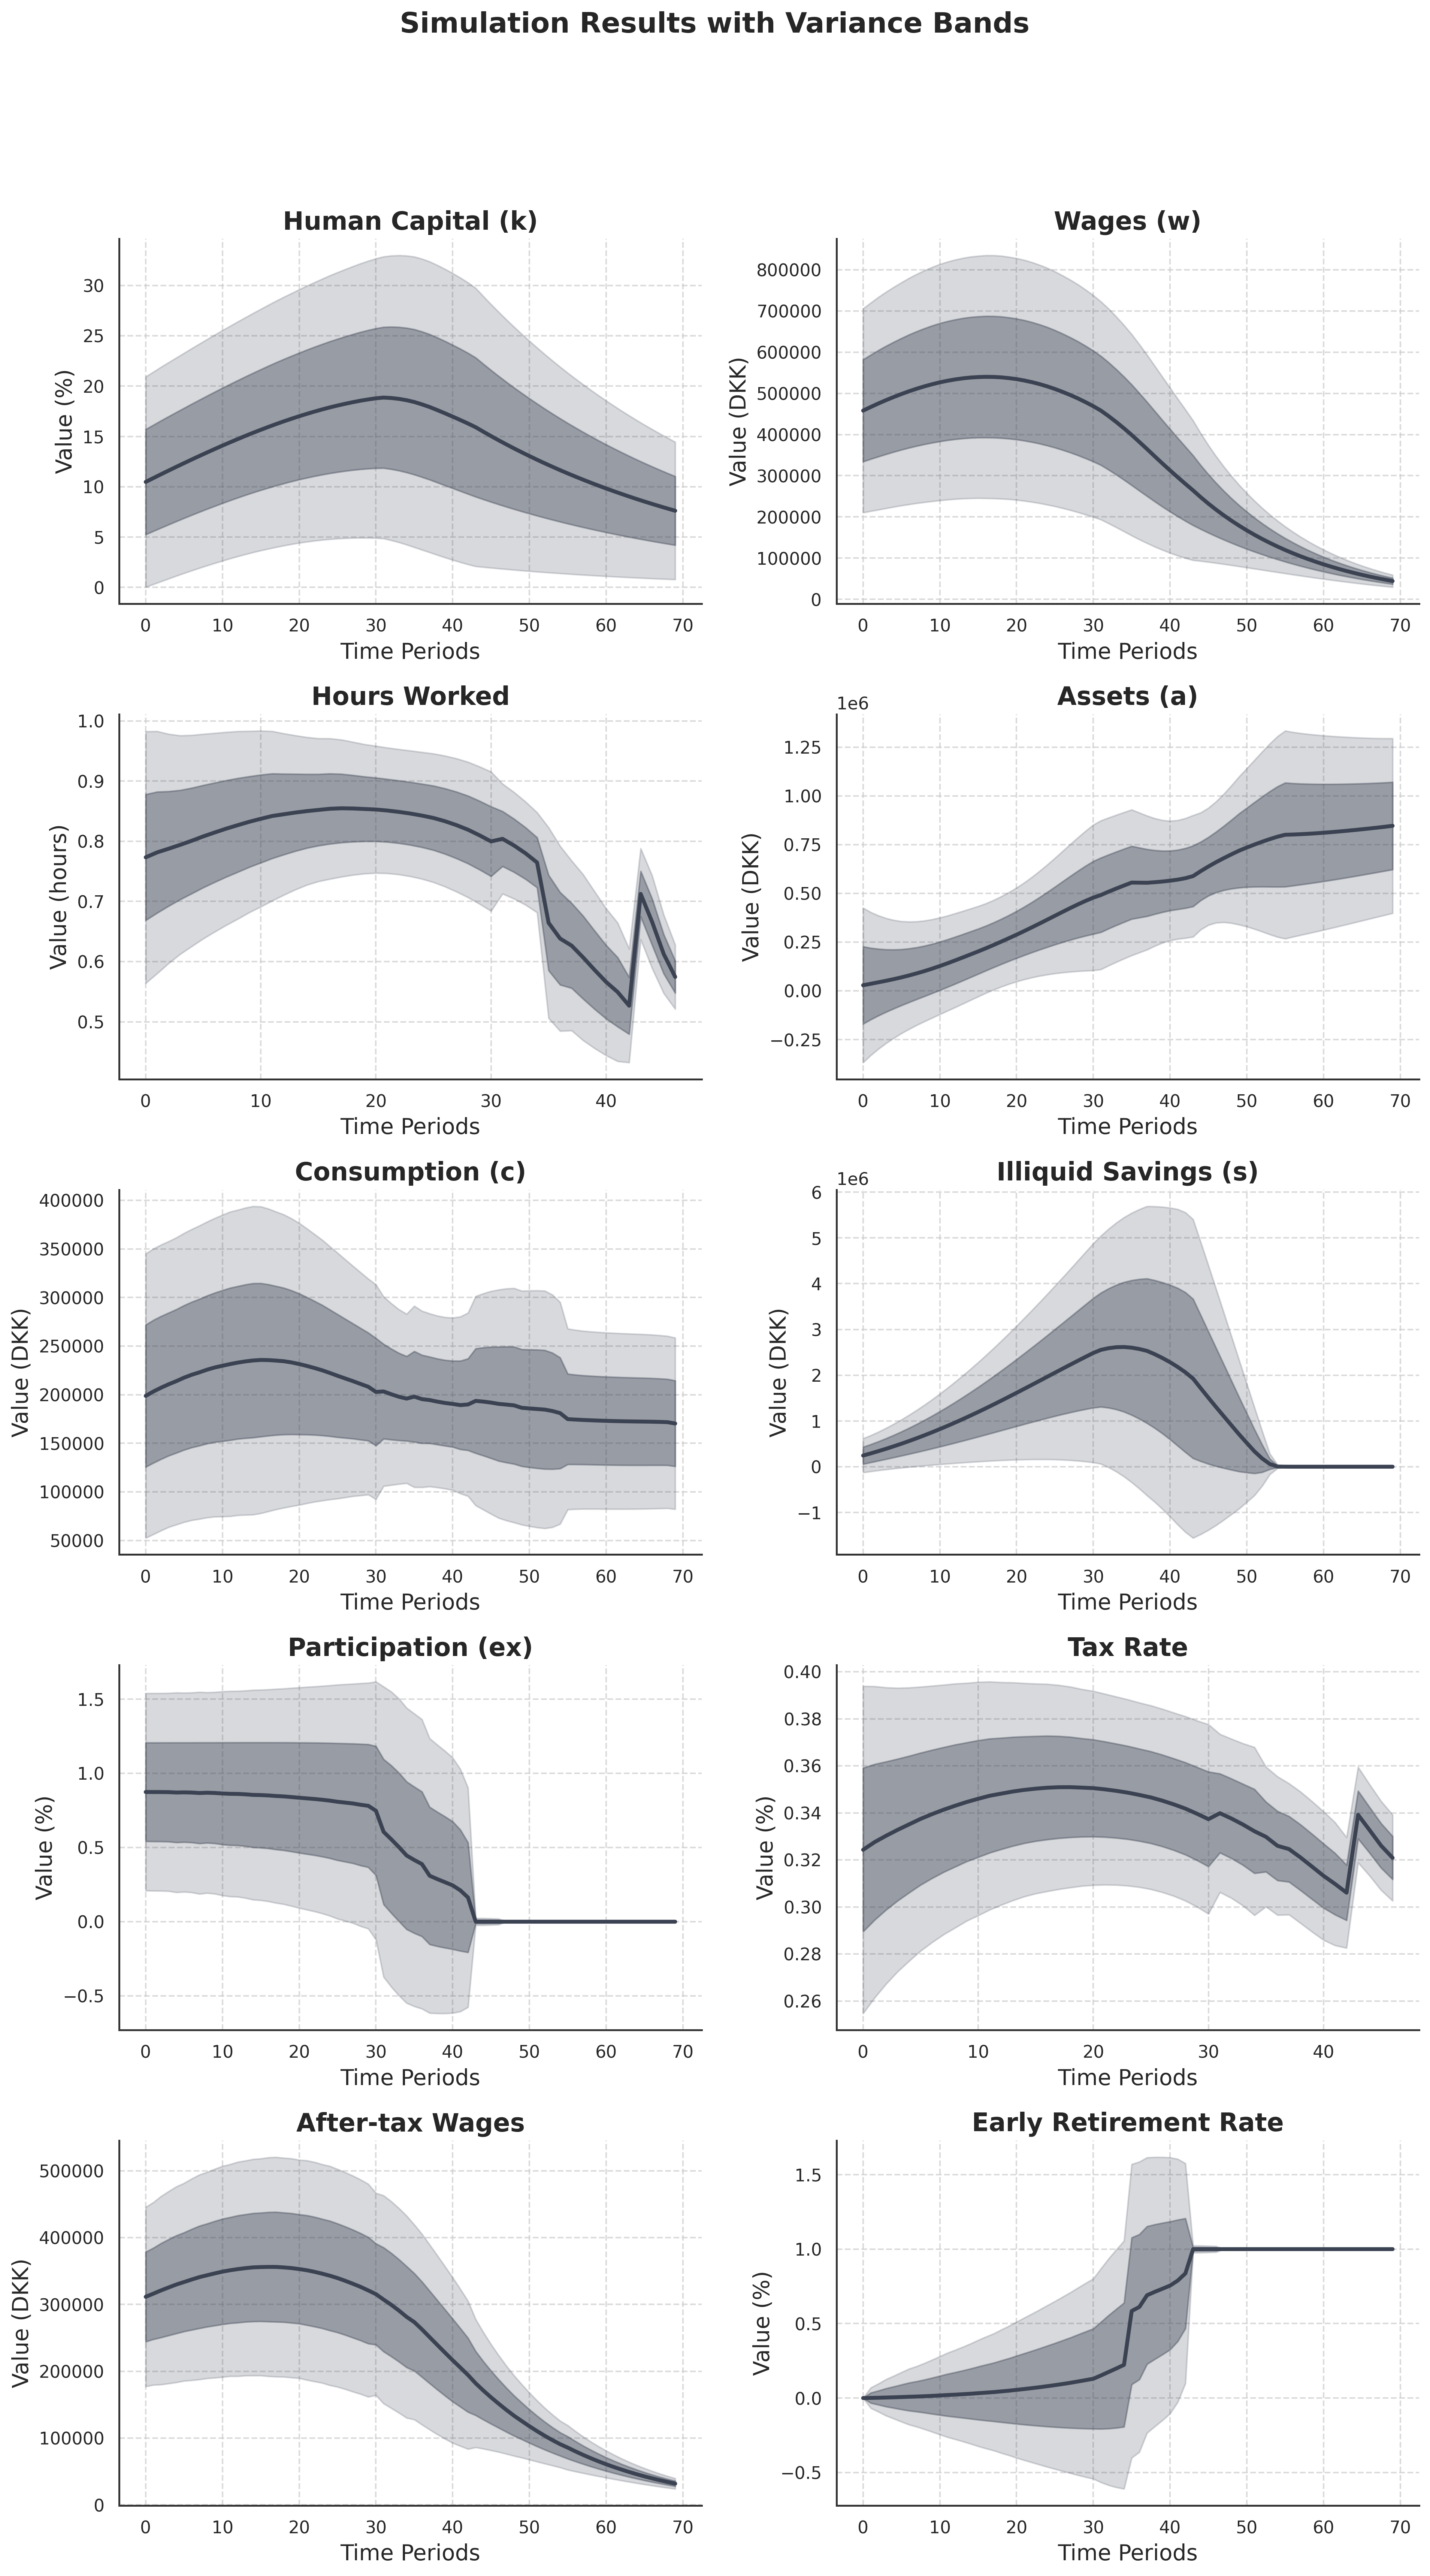 Simulation Results with Variance Bands
Human Capital (k)
Value (%)
30
25
20
15
10
5
0
0 10 20 30 40 50 60 70
Time Periods
Wages (w)
Value (DKK)
800000
700000
600000
500000
400000
300000
200000
100000
0
0 10 20 30 40 50 60 70
Time Periods
Hours Worked
Value (hours)
1.0
0.9
0.8
0.7
0.6
0.5
0 10 20 30 40
Time Periods
Assets (a)
1e6
Value (DKK)
1.25
1.00
0.75
0.50
0.25
0.00
−0.25
0 10 20 30 40 50 60 70
Time Periods
Consumption (c)
Value (DKK)
400000
350000
300000
250000
200000
150000
100000
50000
0 10 20 30 40 50 60 70
Time Periods
Illiquid Savings (s)
1e6
Value (DKK)
6
5
4
3
2
1
0
−1
0 10 20 30 40 50 60 70
Time Periods
Participation (ex)
Value (%)
1.5
1.0
0.5
0.0
−0.5
0 10 20 30 40 50 60 70
Time Periods
Tax Rate
Value (%)
0.40
0.38
0.36
0.34
0.32
0.30
0.28
0.26
0 10 20 30 40
Time Periods
After-tax Wages
Value (DKK)
500000
400000
300000
200000
100000
0
0 10 20 30 40 50 60 70
Time Periods
Early Retirement Rate
Value (%)
1.5
1.0
0.5
0.0
−0.5
0 10 20 30 40 50 60 70
Time Periods